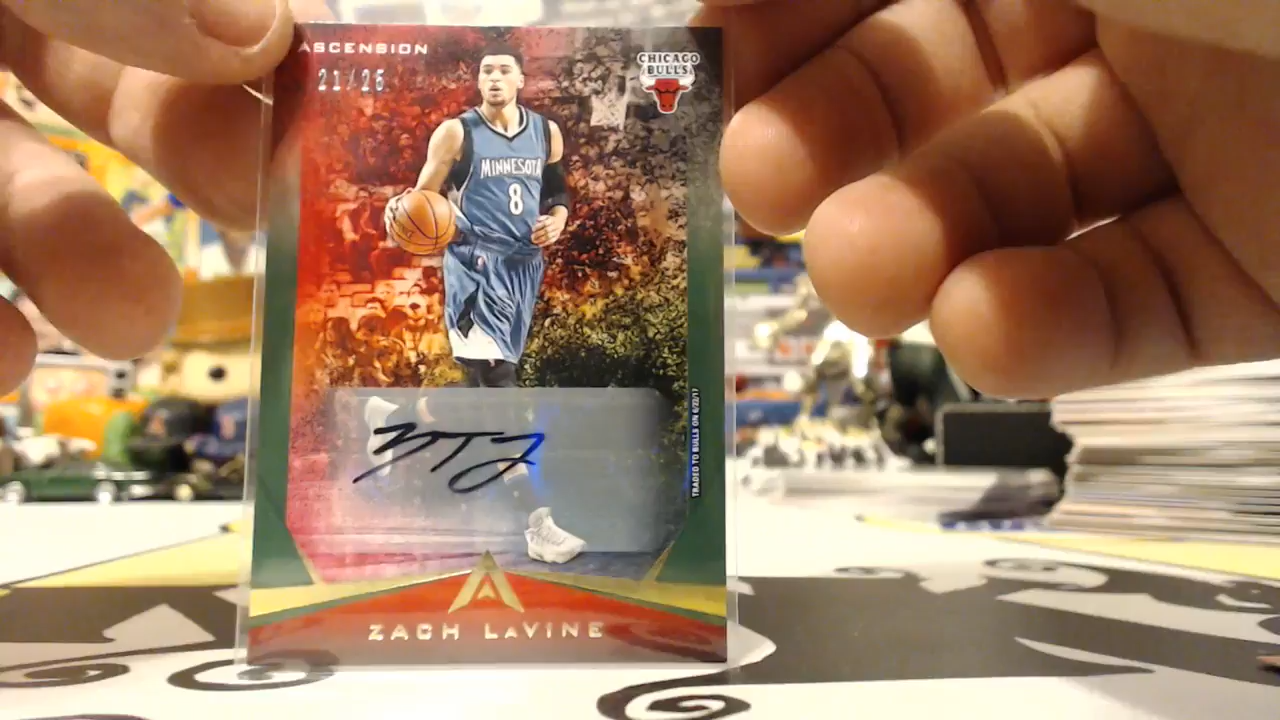 ASCENSION
21/25
CHICAGO
BULLS
MINNESOTA
8
TRADED TO BULLS ON 6/22/17
ZACH LaVINE